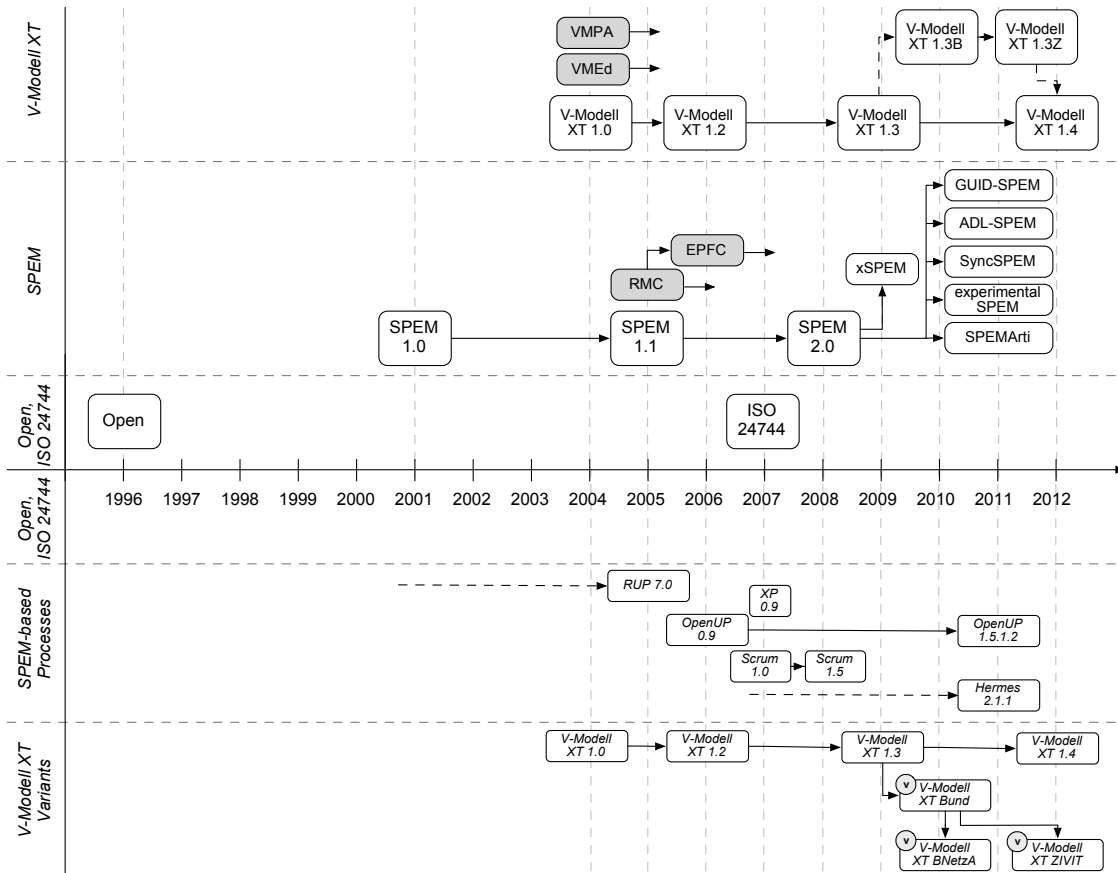 V-Modell XT
VMPA
VMEd
V-Modell
XT 1.0
V-Modell
XT 1.2
V-Modell
XT 1.3
V-Modell
XT 1.3B
V-Modell
XT 1.3Z
V-Modell
XT 1.4
SPEM
GUID-SPEM
ADL-SPEM
SyncSPEM
experimental
SPEM
SPEMArti
xSPEM
EPFC
RMC
SPEM
1.0
SPEM
1.1
SPEM
2.0
Open,
ISO 24744
Open
ISO
24744
1996 1997 1998 1999 2000 2001 2002 2003 2004 2005 2006 2007 2008 2009 2010 2011 2012
Open,
ISO 24744
SPEM-based
Processes
RUP 7.0
XP
0.9
OpenUP
0.9
OpenUP
1.5.1.2
Scrum
1.0
Scrum
1.5
Hermes
2.1.1
V-Modell XT
Variants
V-Modell
XT 1.0
V-Modell
XT 1.2
V-Modell
XT 1.3
V-Modell
XT 1.4
v
V-Modell
XT Bund
v
V-Modell
XT BNetzA
v
V-Modell
XT ZIVIT